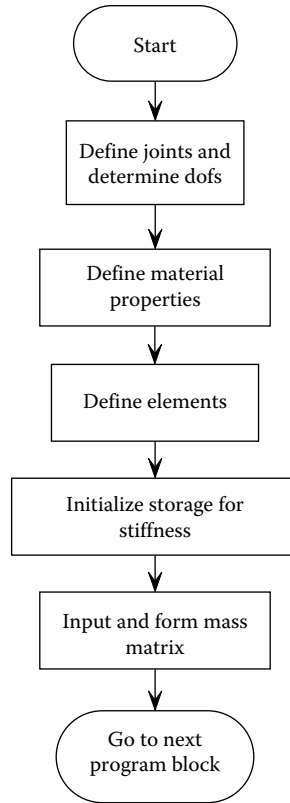 Start
Define joints and
determine dofs
Define material
properties
Define elements
Initialize storage for
stiffness
Input and form mass
matrix
Go to next
program block